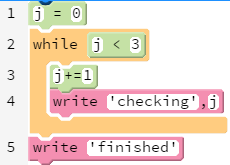 1 j = 0
2 while j < 3
3 j+=1
4 write 'checking',j
5 write 'finished'